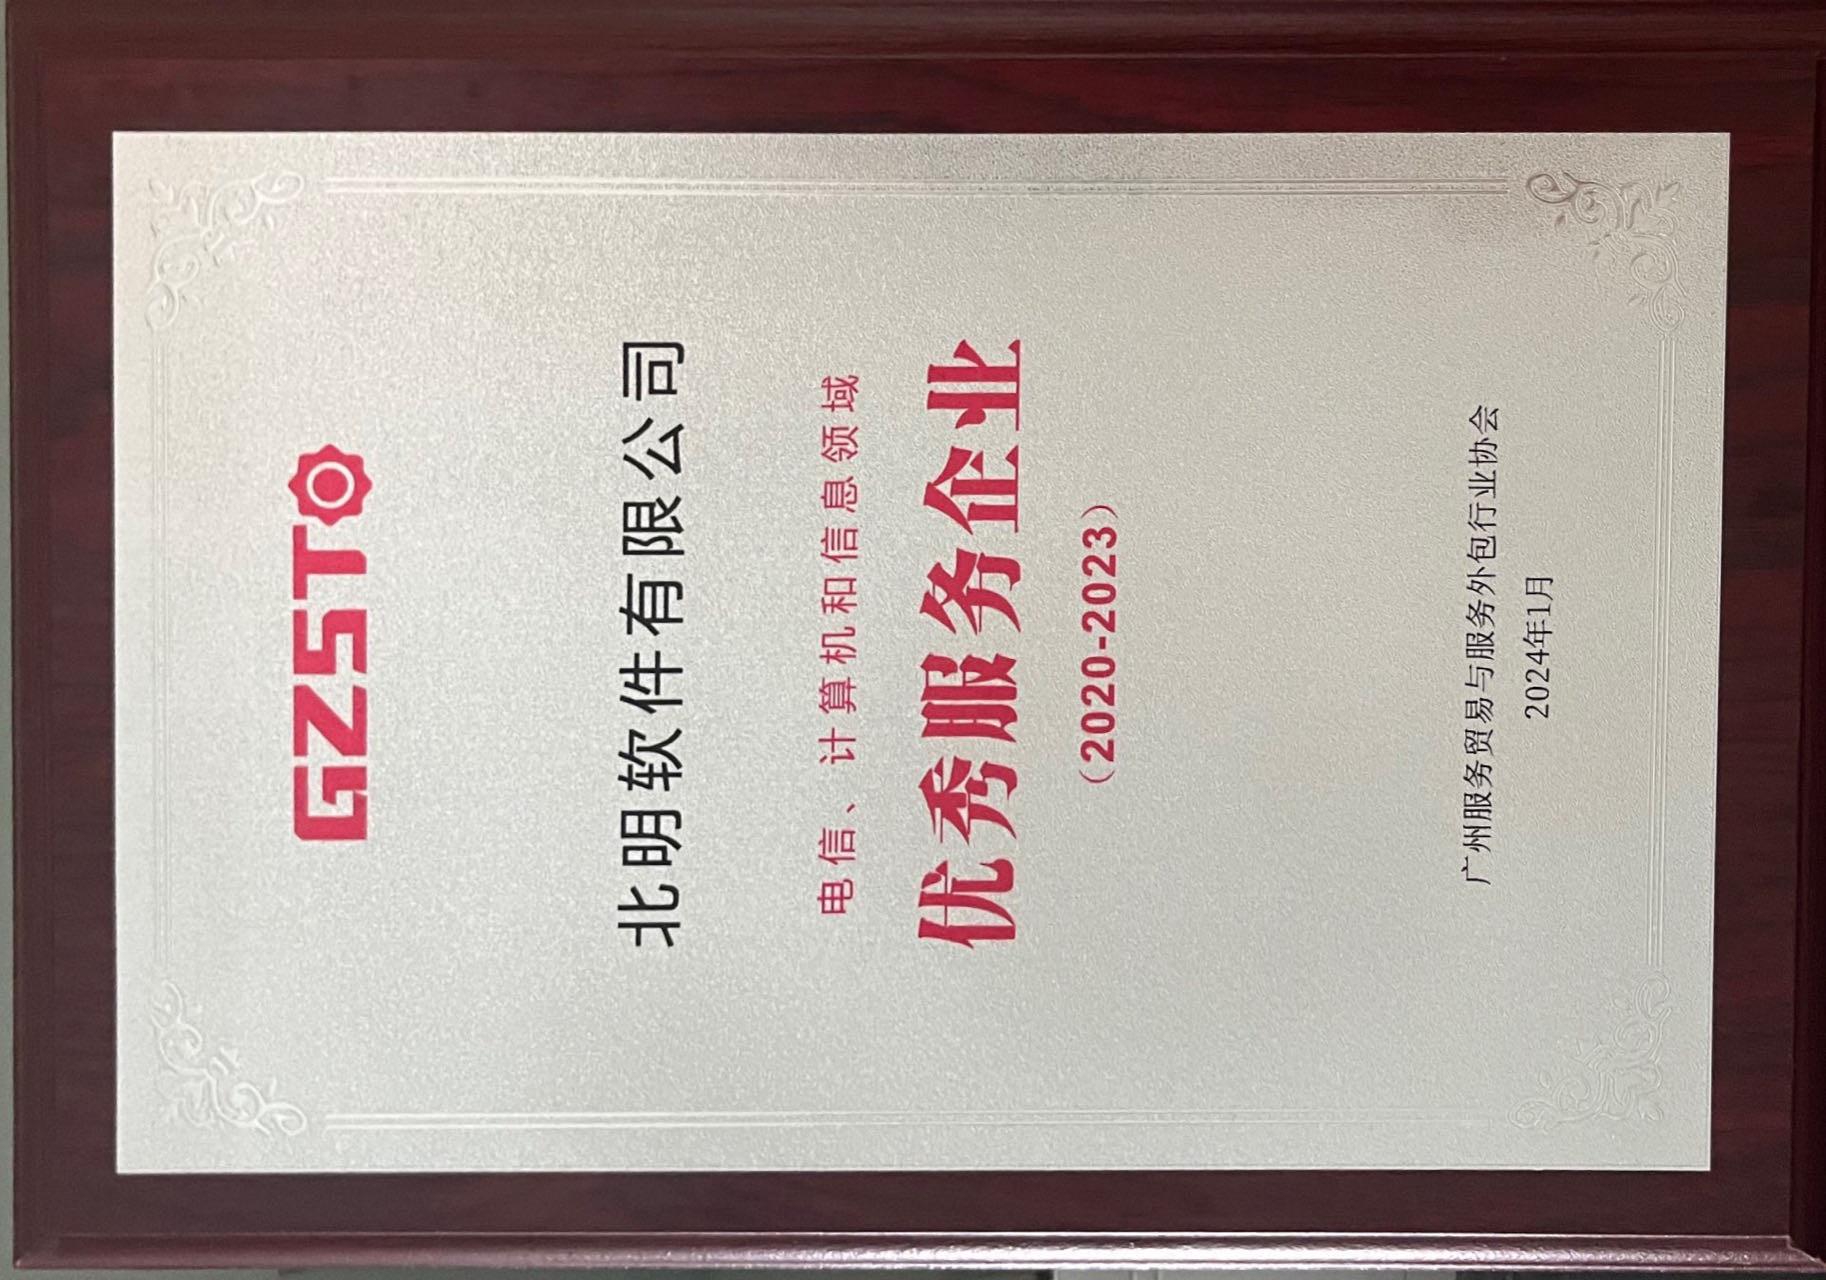 GZSTO
北明软件有限公司
电信、计算机和信息领域
优秀服务企业
（2020-2023）
广州服务贸易与服务外包行业协会
2024年1月